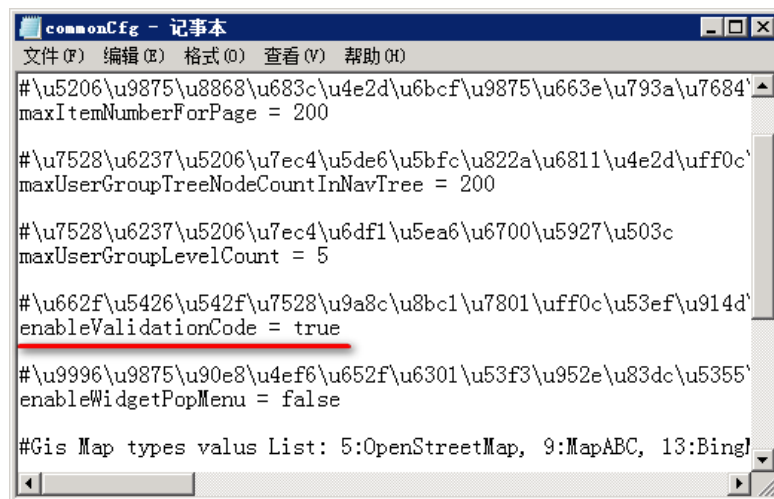 commonCfg - 记事本
文件(F) 编辑(E) 格式(O) 查看(V) 帮助(H)
#\u5206\u9875\u8868\u683c\u4e2d\u6bcf\u9875\u663e\u793a\u7684\
maxItemNumberForPage = 200
#\u7528\u6237\u5206\u7ec4\u5de6\u5bfc\u822a\u6811\u4e2d\uff0c\
maxUserGroupTreeNodeCountInNavTree = 200
#\u7528\u6237\u5206\u7ec4\u6df1\u5ea6\u6700\u5927\u503c
maxUserGroupLevelCount = 5
#\u662f\u5426\u542f\u7528\u9a8c\u8bc1\u7801\uff0c\u53ef\u914d\
enableValidationCode = true
#\u9996\u9875\u90e8\u4ef6\u652f\u6301\u53f3\u952e\u83dc\u5355\
enableWidgetPopMenu = false
#Gis Map types valus List: 5:OpenStreetMap, 9:MapABC, 13:Bing